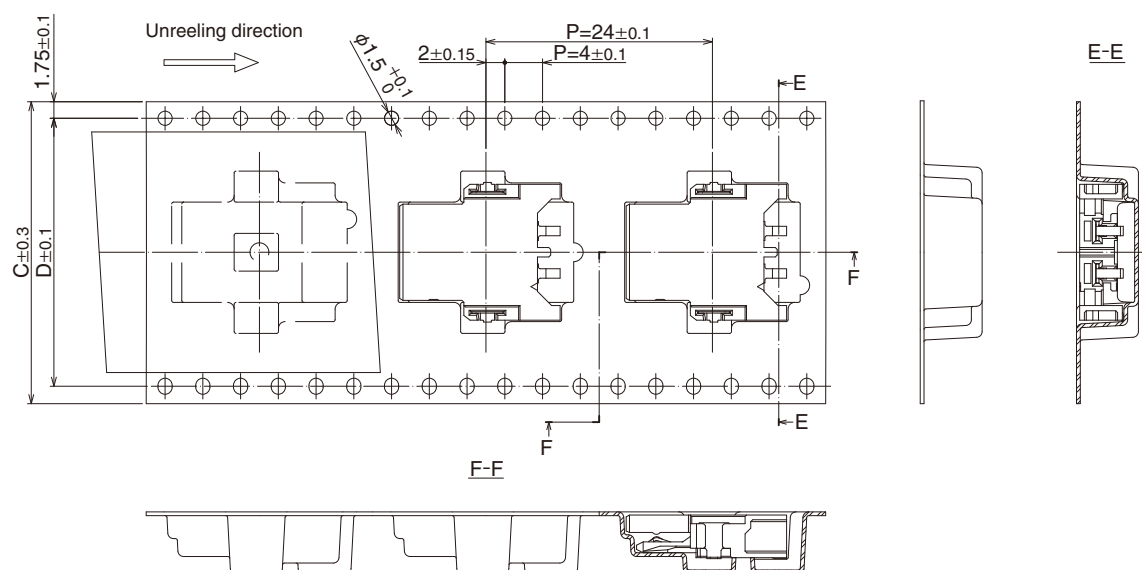 Unreeling direction
1.75±0.1
φ1.5 +0.1 0
2±0.15
P=24±0.1
P=4±0.1
E
E-E
C±0.3
D±0.1
F
F
E
F-F